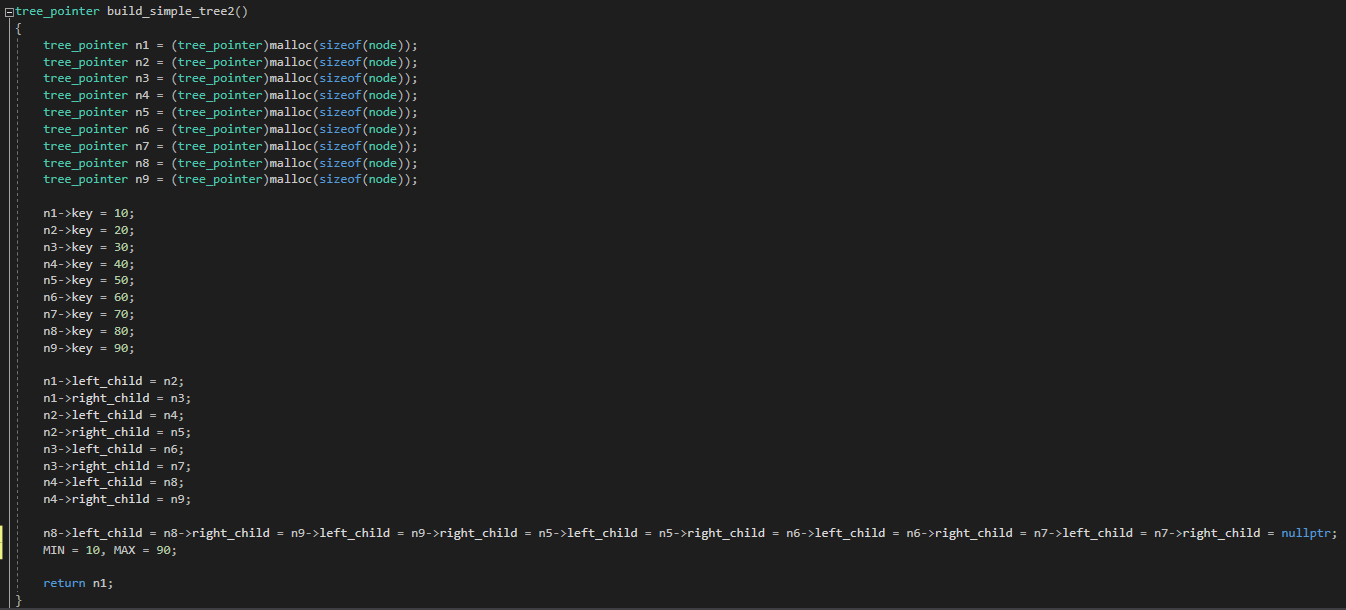 tree_pointer build_simple_tree2()
{
tree_pointer n1 = (tree_pointer)malloc(sizeof(node));
tree_pointer n2 = (tree_pointer)malloc(sizeof(node));
tree_pointer n3 = (tree_pointer)malloc(sizeof(node));
tree_pointer n4 = (tree_pointer)malloc(sizeof(node));
tree_pointer n5 = (tree_pointer)malloc(sizeof(node));
tree_pointer n6 = (tree_pointer)malloc(sizeof(node));
tree_pointer n7 = (tree_pointer)malloc(sizeof(node));
tree_pointer n8 = (tree_pointer)malloc(sizeof(node));
tree_pointer n9 = (tree_pointer)malloc(sizeof(node));
n1->key = 10;
n2->key = 20;
n3->key = 30;
n4->key = 40;
n5->key = 50;
n6->key = 60;
n7->key = 70;
n8->key = 80;
n9->key = 90;
n1->left_child = n2;
n1->right_child = n3;
n2->left_child = n4;
n2->right_child = n5;
n3->left_child = n6;
n3->right_child = n7;
n4->left_child = n8;
n4->right_child = n9;
n8->left_child = n8->right_child = n9->left_child = n9->right_child = n5->left_child = n5->right_child = n6->left_child = n6->right_child = n7->left_child = n7->right_child = nullptr;
MIN = 10, MAX = 90;
return n1;
}